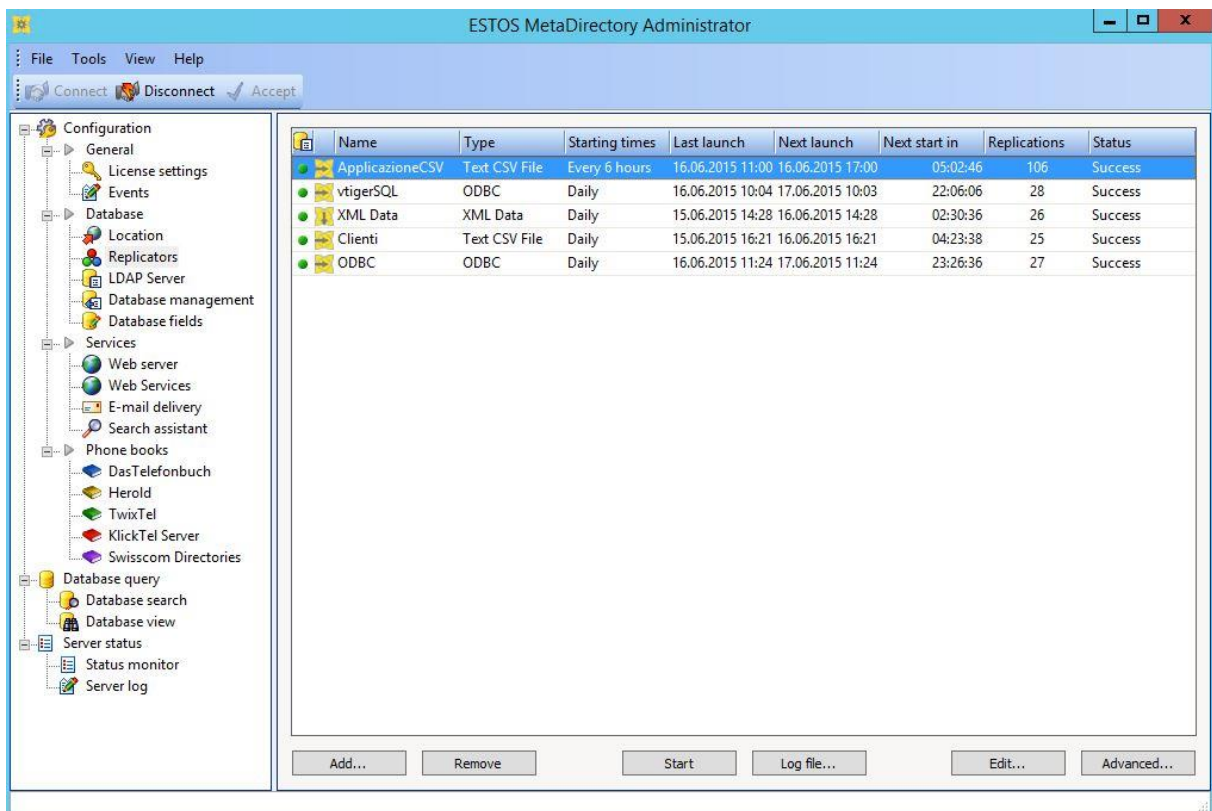 ESTOS MetaDirectory Administrator
File Tools View Help
Connect Disconnect Accept
Configuration
General
License settings
Events
Database
Location
Replicators
LDAP Server
Database management
Database fields
Services
Web server
Web Services
E-mail delivery
Search assistant
Phone books
DasTelefonbuch
Herold
TwixTel
KlickTel Server
Swisscom Directories
Database query
Database search
Database view
Server status
Status monitor
Server log
Name Type Starting times Last launch Next launch Next start in Replications Status
ApplicazioneCSV Text CSV File Every 6 hours 16.06.2015 11:00 16.06.2015 17:00 05:02:46 106 Success
vtigerSQL ODBC Daily 16.06.2015 10:04 17.06.2015 10:03 22:06:06 28 Success
XML Data XML Data Daily 15.06.2015 14:28 16.06.2015 14:28 02:30:36 26 Success
Clienti Text CSV File Daily 15.06.2015 16:21 16.06.2015 16:21 04:23:38 25 Success
ODBC ODBC Daily 16.06.2015 11:24 17.06.2015 11:24 23:26:36 27 Success
Add... Remove Start Log file... Edit... Advanced...